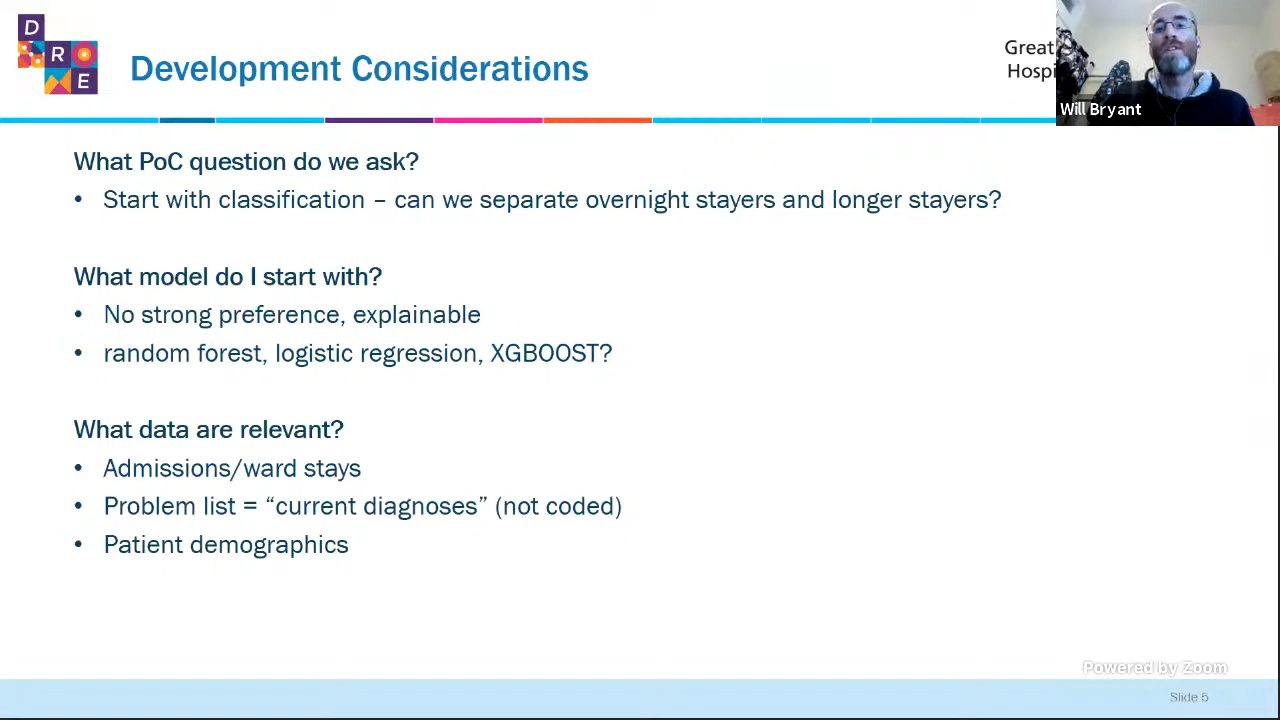 D
R
E
Development Considerations
Great
Hospi
Will Bryant
What PoC question do we ask?
• Start with classification – can we separate overnight stayers and longer stayers?
What model do I start with?
• No strong preference, explainable
• random forest, logistic regression, XGBOOST?
What data are relevant?
• Admissions/ward stays
• Problem list = “current diagnoses” (not coded)
• Patient demographics
Powered by Zoom
Slide 5